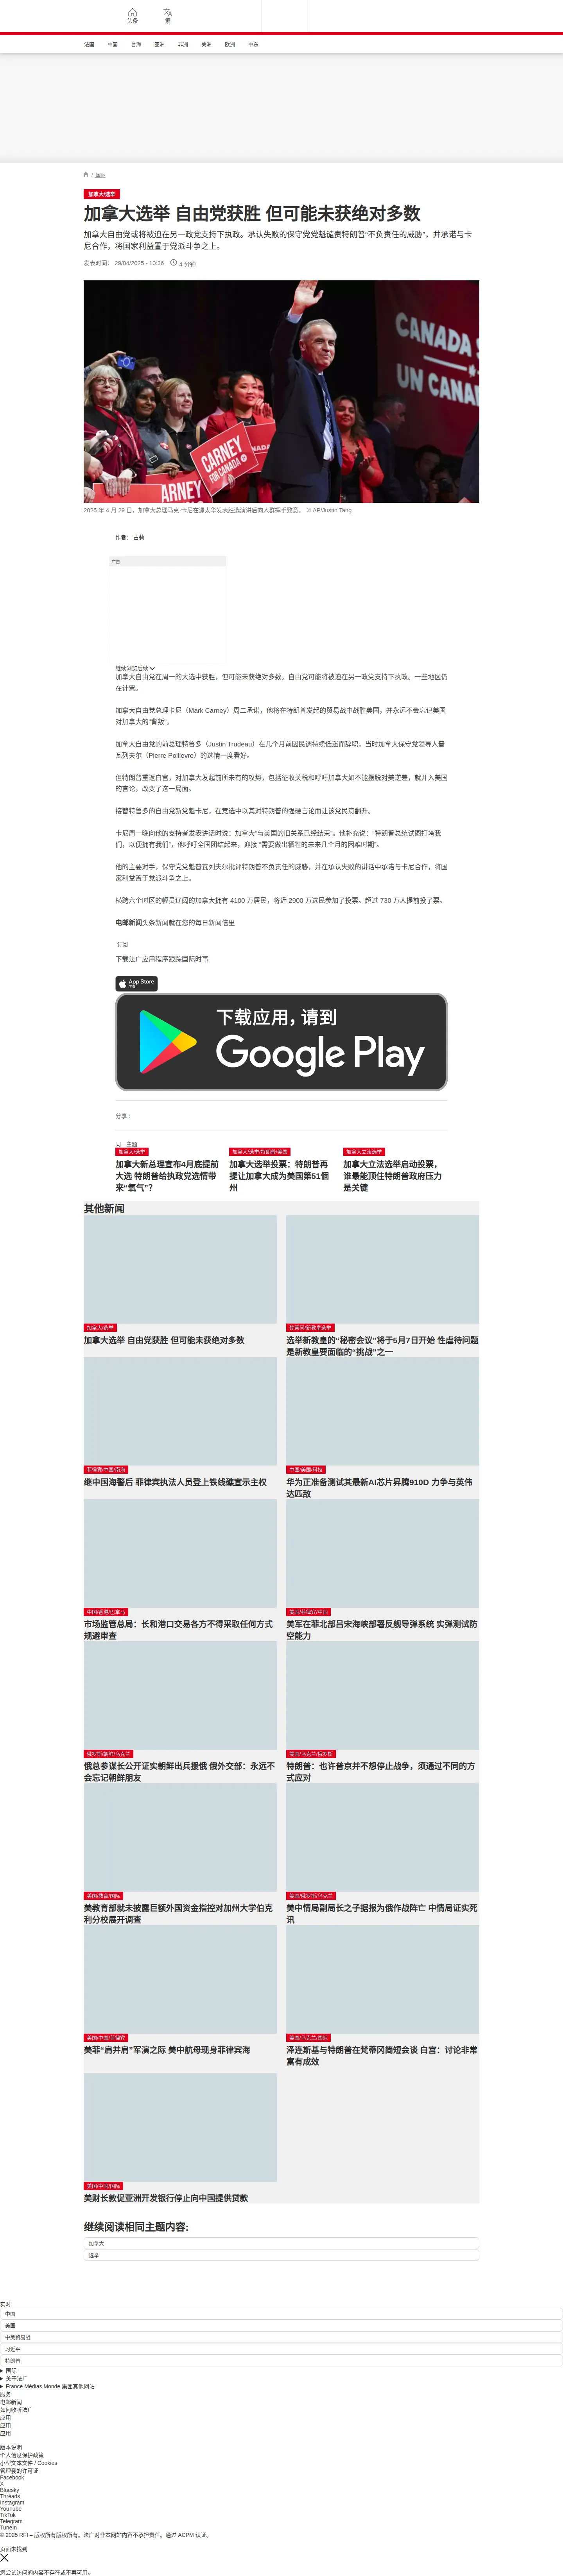 头条
繁
法国
中国
台海
亚洲
非洲
美洲
欧洲
中东
/ 国际
加拿大/选举
加拿大选举 自由党获胜 但可能未获绝对多数
加拿大自由党或将被迫在另一政党支持下执政。承认失败的保守党党魁谴责特朗普“不负责任的威胁”，并承诺与卡
尼合作，将国家利益置于党派斗争之上。
发表时间： 29/04/2025 - 10:36
4 分钟
CANADA
CARNEY
FOR CANADA
CARNEY
2025 年 4 月 29 日，加拿大总理马克·卡尼在渥太华发表胜选演讲后向人群挥手致意。 © AP/Justin Tang
作者： 古莉
广告
继续浏览后续
加拿大自由党在周一的大选中获胜，但可能未获绝对多数。自由党可能将被迫在另一政党支持下执政。一些地区仍
在计票。
加拿大自由党总理卡尼（Mark Carney）周二承诺，他将在特朗普发起的贸易战中战胜美国，并永远不会忘记美国
对加拿大的“背叛”。
加拿大自由党的前总理特鲁多（Justin Trudeau）在几个月前因民调持续低迷而辞职，当时加拿大保守党领导人普
瓦列夫尔（Pierre Poilievre）的选情一度看好。
但特朗普重返白宫，对加拿大发起前所未有的攻势，包括征收关税和呼吁加拿大如不能摆脱对美逆差，就并入美国
的言论，改变了这一局面。
接替特鲁多的自由党新党魁卡尼，在竞选中以其对特朗普的强硬言论而让该党民意翻升。
卡尼周一晚向他的支持者发表讲话时说：加拿大“与美国的旧关系已经结束”。他补充说：“特朗普总统试图打垮我
们，以便拥有我们”，他呼吁全国团结起来，迎接 “需要做出牺牲的未来几个月的困难时期”。
他的主要对手，保守党党魁普瓦列夫尔批评特朗普不负责任的威胁，并在承认失败的讲话中承诺与卡尼合作，将国
家利益置于党派斗争之上。
横跨六个时区的幅员辽阔的加拿大拥有 4100 万居民，将近 2900 万选民参加了投票。超过 730 万人提前投了票。
电邮新闻头条新闻就在您的每日新闻信里
订阅
下载法广应用程序跟踪国际时事
App Store
下载
下载应用，请到
Google Play
分享 :
同一主题
加拿大/选举
加拿大新总理宣布4月底提前
大选 特朗普给执政党选情带
来“氧气”？
加拿大/选举/特朗普/美国
加拿大选举投票：特朗普再
提让加拿大成为美国第51個
州
加拿大立法选举
加拿大立法选举启动投票，
谁最能顶住特朗普政府压力
是关键
其他新闻
加拿大/选举
加拿大选举 自由党获胜 但可能未获绝对多数
梵蒂冈/新教皇选举
选举新教皇的“秘密会议”将于5月7日开始 性虐待问题
是新教皇要面临的“挑战”之一
菲律宾/中国/南海
继中国海警后 菲律宾执法人员登上铁线礁宣示主权
中国/美国/科技
华为正准备测试其最新AI芯片昇腾910D 力争与英伟
达匹敌
中国/香港/巴拿马
市场监管总局：长和港口交易各方不得采取任何方式
规避审查
美国/菲律宾/中国
美军在菲北部吕宋海峡部署反舰导弹系统 实弹测试防
空能力
俄罗斯/朝鲜/乌克兰
俄总参谋长公开证实朝鲜出兵援俄 俄外交部：永远不
会忘记朝鲜朋友
美国/乌克兰/俄罗斯
特朗普：也许普京并不想停止战争，须通过不同的方
式应对
美国/教育/国际
美教育部就未披露巨额外国资金指控对加州大学伯克
利分校展开调查
美国/俄罗斯/乌克兰
美中情局副局长之子据报为俄作战阵亡 中情局证实死
讯
美国/中国/菲律宾
美菲“肩并肩”军演之际 美中航母现身菲律宾海
美国/乌克兰/国际
泽连斯基与特朗普在梵蒂冈简短会谈 白宫：讨论非常
富有成效
美国/中国/国际
美财长敦促亚洲开发银行停止向中国提供贷款
继续阅读相同主题内容:
加拿大
选举
实时
中国
美国
中美贸易战
习近平
特朗普
国际
关于法广
France Médias Monde 集团其他网站
服务
电邮新闻
如何收听法广
应用
应用
应用
版本说明
个人信息保护政策
小型文本文件 / Cookies
管理我的许可证
Facebook
X
Bluesky
Threads
Instagram
YouTube
TikTok
Telegram
TuneIn
© 2025 RFI – 版权所有版权所有。法广对非本网站内容不承担责任。通过 ACPM 认证。
页面未找到
您尝试访问的内容不存在或不再可用。